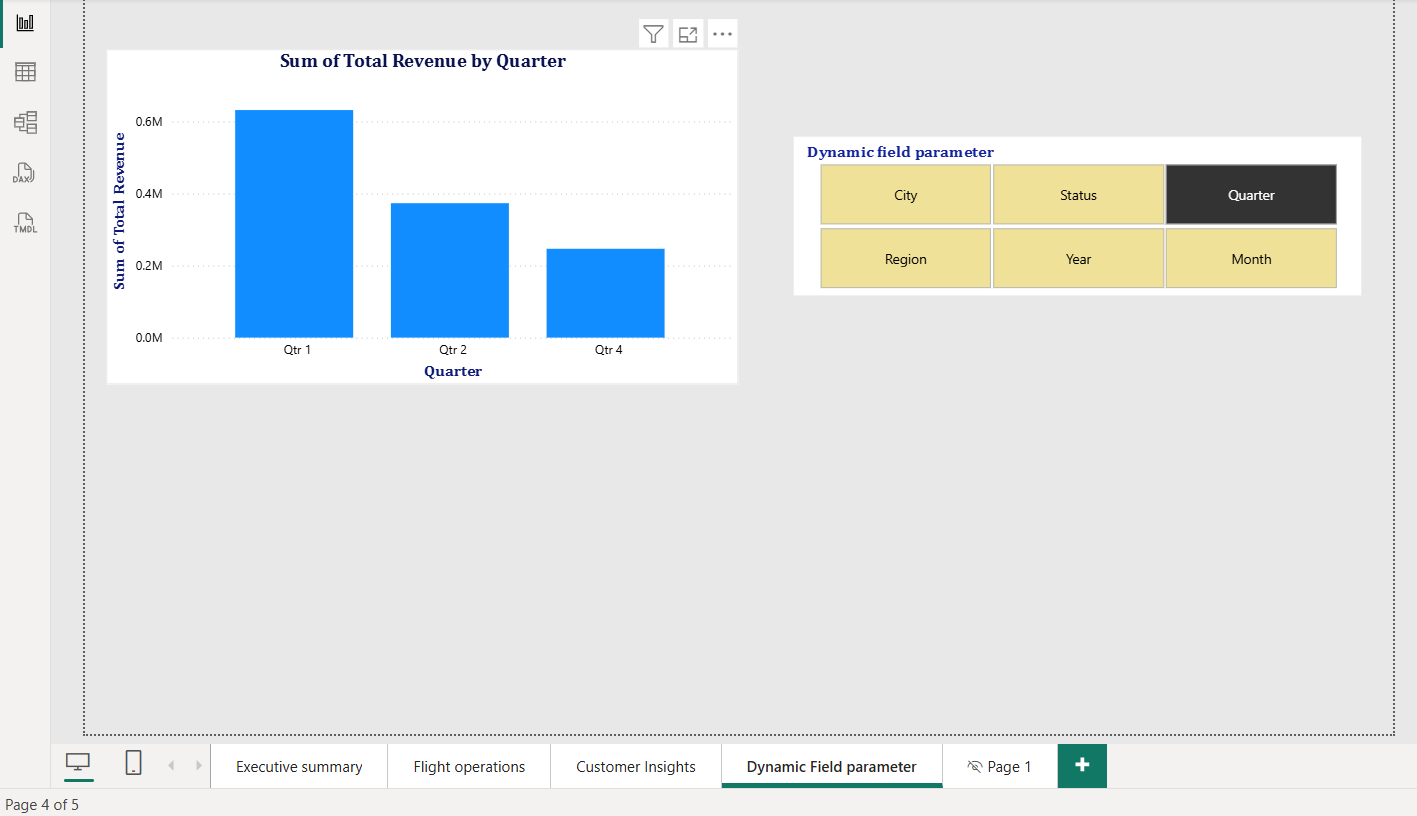 Sum of Total Revenue by Quarter
Sum of Total Revenue
0.6M
0.4M
0.2M
0.0M
Qtr 1 Qtr 2 Qtr 4
Quarter
Dynamic field parameter
City Status Quarter
Region Year Month
DAX
TMDL
Executive summary Flight operations Customer Insights Dynamic Field parameter Page 1 +
Page 4 of 5